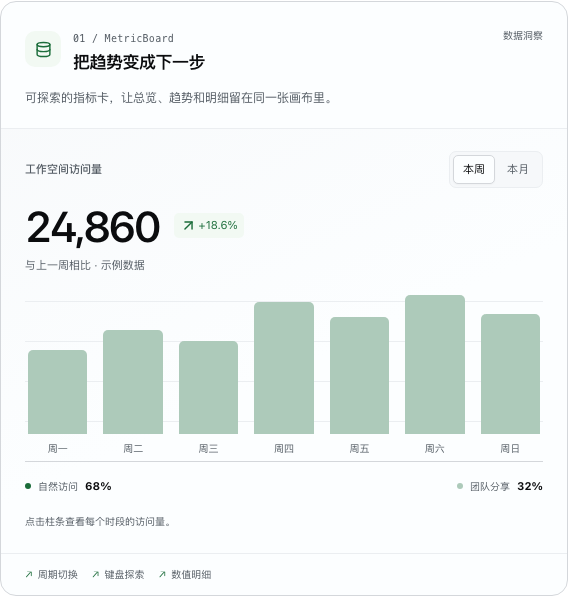 01 / MetricBoard
数据洞察
把趋势变成下一步
可探索的指标卡，让总览、趋势和明细留在同一张画布里。
工作空间访问量
本周 本月
24,860 +18.6%
与上一周相比 · 示例数据
周一 周二 周三 周四 周五 周六 周日
自然访问 68% 团队分享 32%
点击柱条查看每个时段的访问量。
周期切换 键盘探索 数值明细